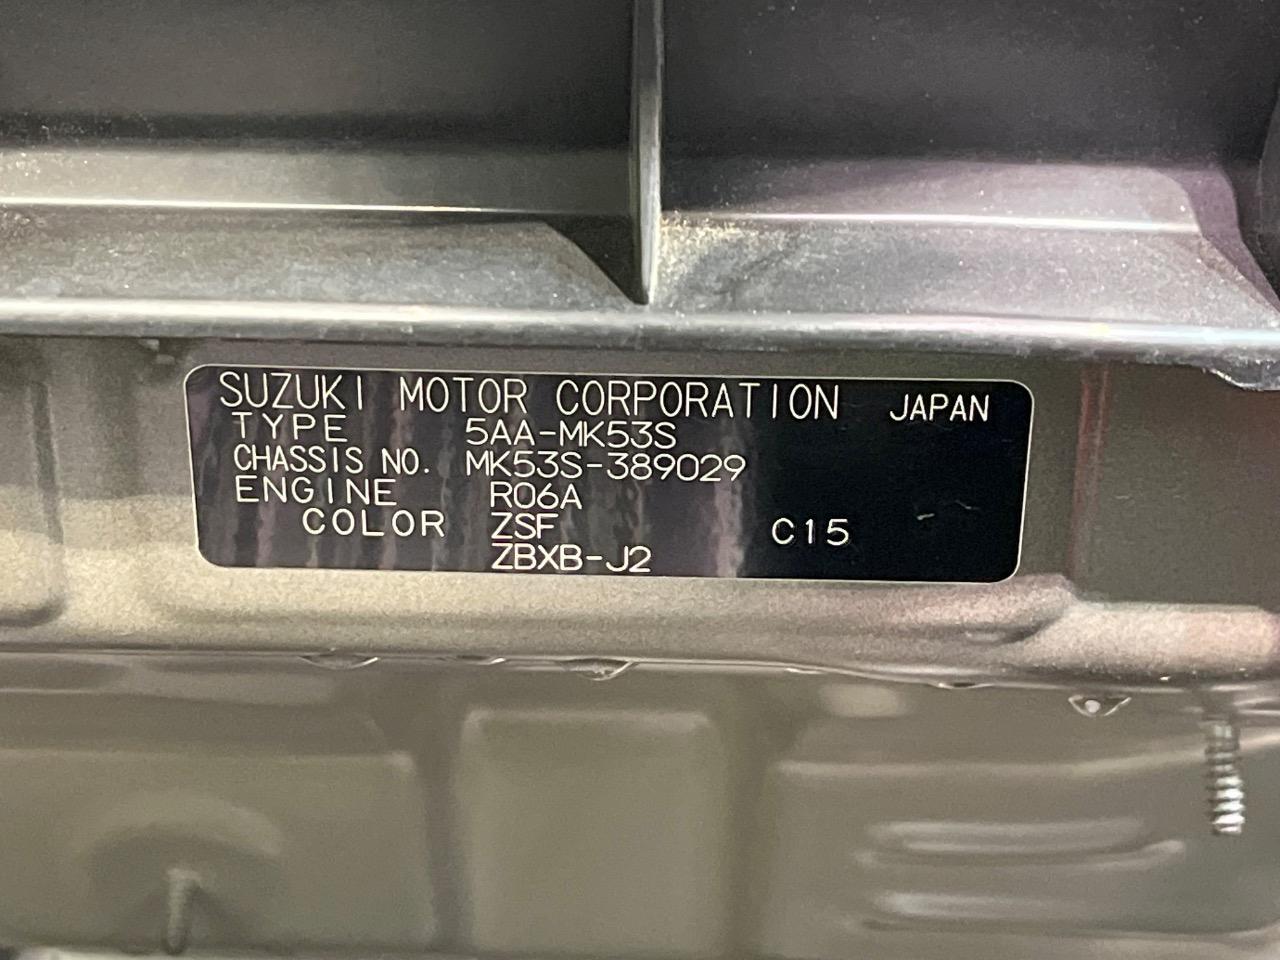 SUZUKI MOTOR CORPORATION JAPAN
TYPE 5AA-MK53S
CHASSIS NO. MK53S-389029
ENGINE R06A
COLOR ZSF C15
ZBXB-J2